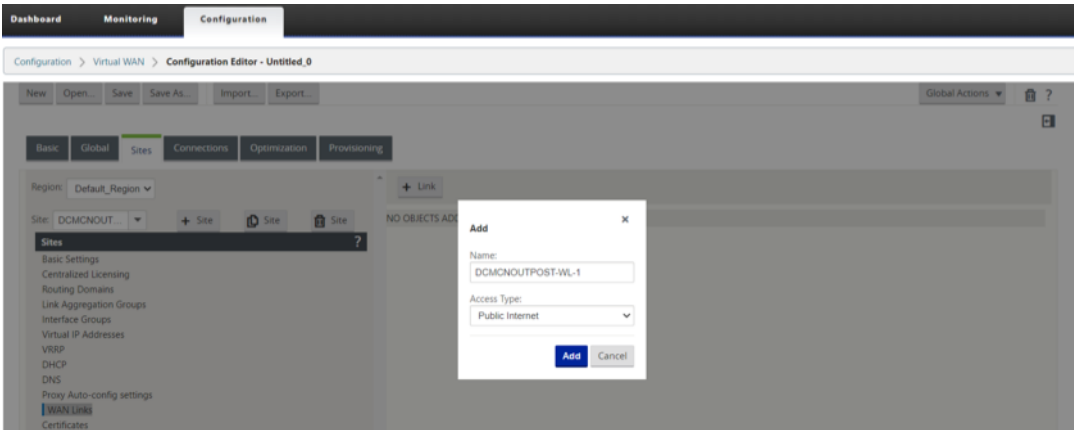 Dashboard Monitoring Configuration
Configuration > Virtual WAN > Configuration Editor - Untitled_0
New Open... Save Save As... Import... Export... Global Actions ?
Basic Global Sites Connections Optimization Provisioning
Region: Default_Region + Link
Site: DCMCNOUT... + Site Site Site NO OBJECTS ADD
Sites ?
Basic Settings
Centralized Licensing
Routing Domains
Link Aggregation Groups
Interface Groups
Virtual IP Addresses
VRRP
DHCP
DNS
Proxy Auto-config settings
WAN Links
Certificates
Add ×
Name:
DCMCNOUTPOST-WL-1
Access Type:
Public Internet
Add Cancel